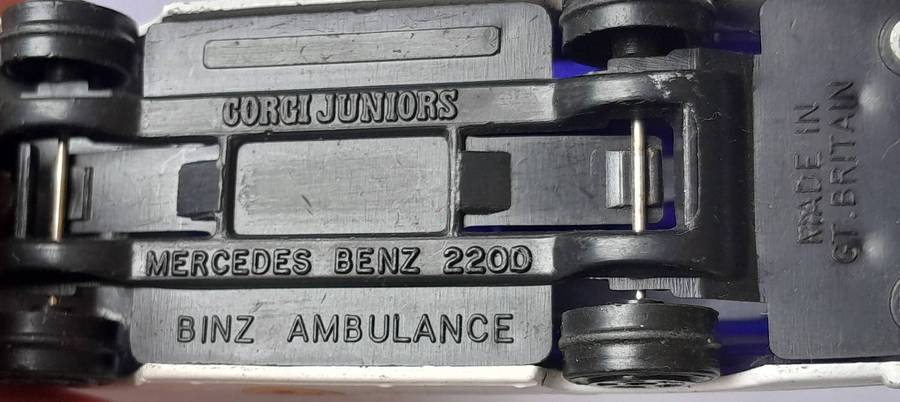 CORGI JUNIORS
MERCEDES BENZ 220D
BINZ AMBULANCE
MADE IN
GT. BRITAIN